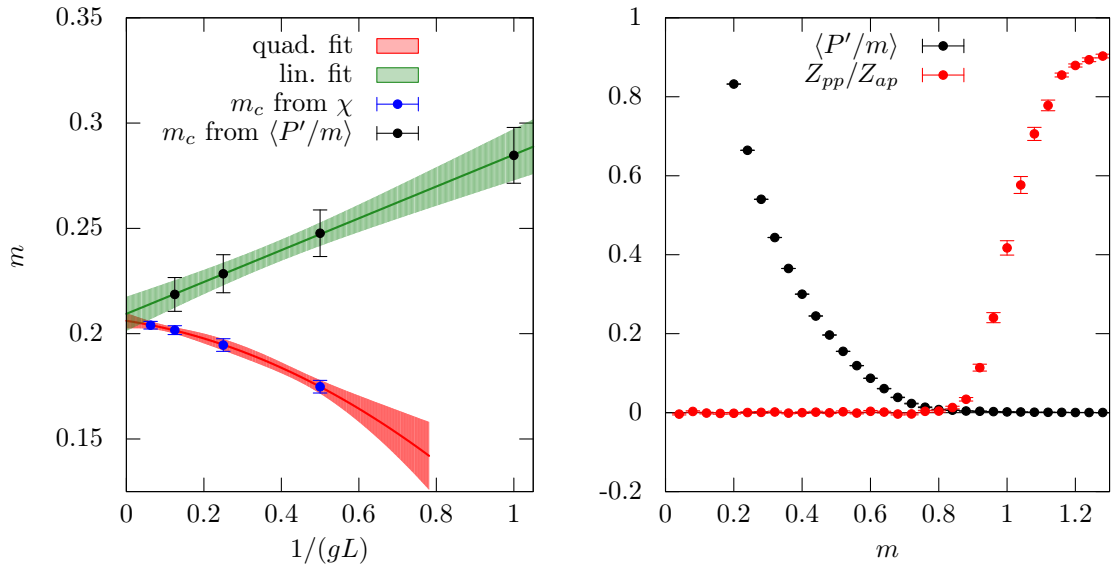 0.35
0.3
0.25
0.2
0.15
m
0 0.2 0.4 0.6 0.8 1
1/(gL)
quad. fit
lin. fit
m_c from χ
m_c from ⟨P′/m⟩
1
0.8
0.6
0.4
0.2
0
-0.2
0 0.2 0.4 0.6 0.8 1 1.2
m
⟨P′/m⟩
Z_pp/Z_ap